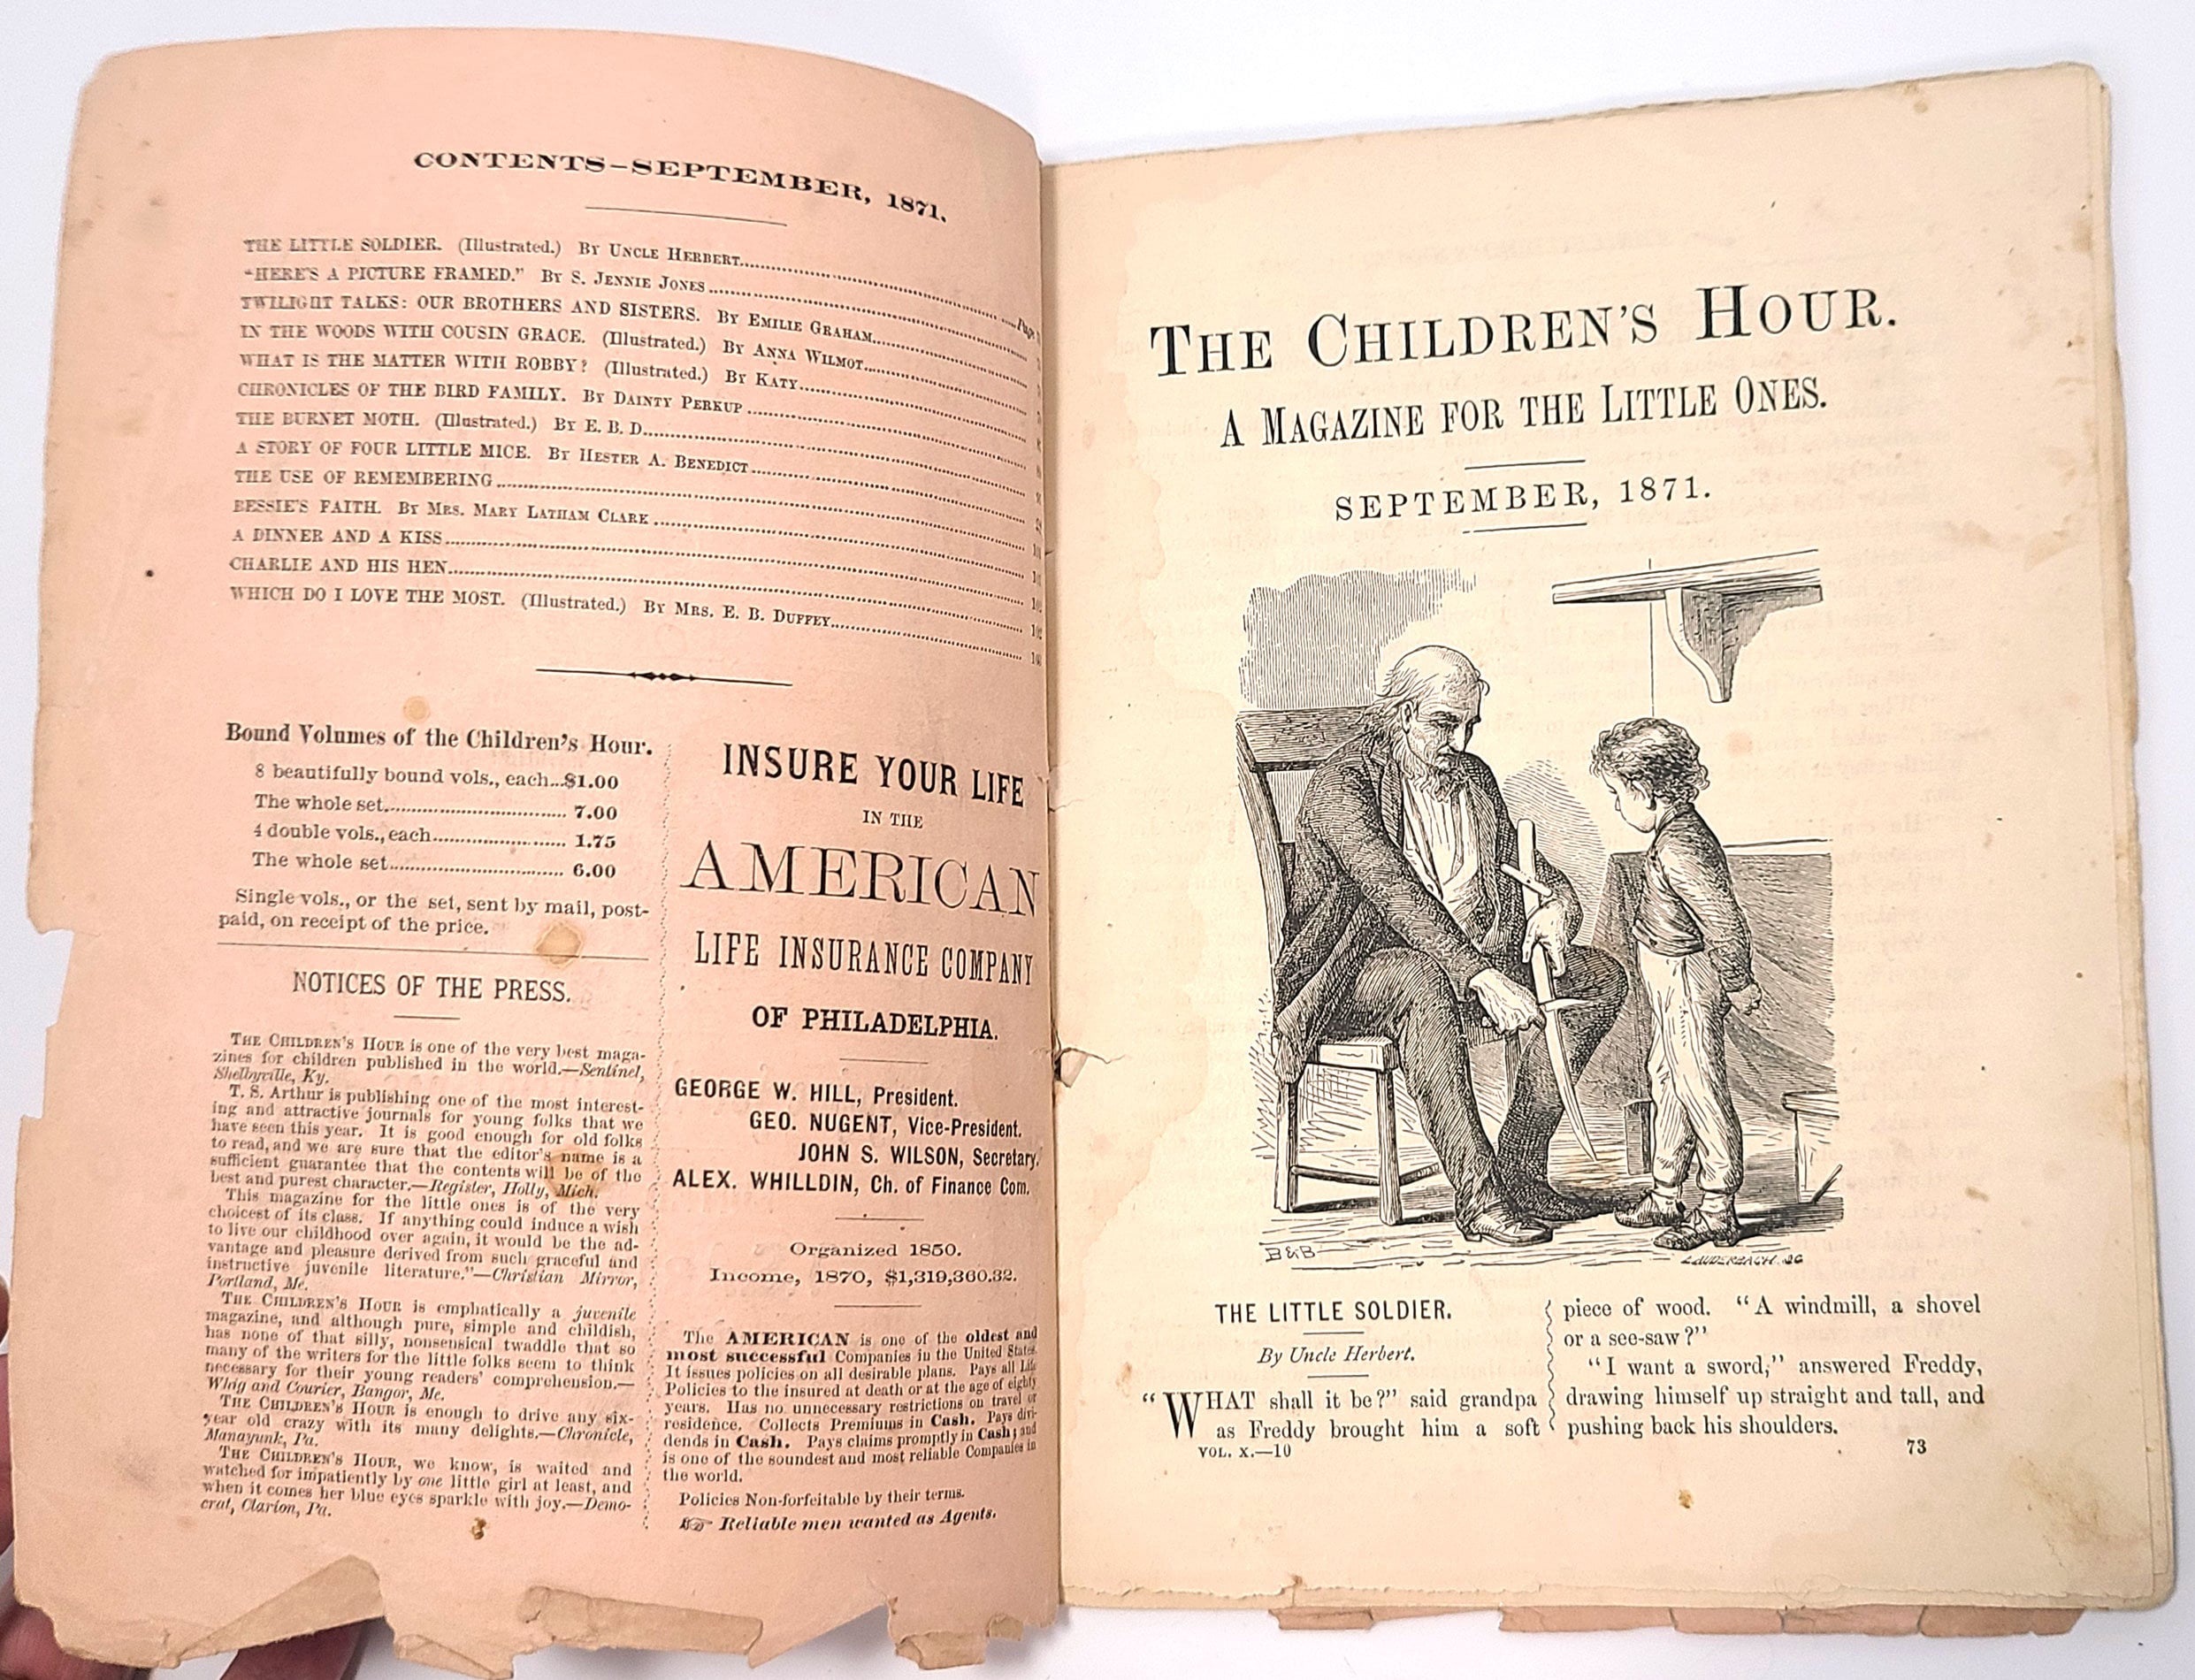 CONTENTS–SEPTEMBER, 1871.
THE LITTLE SOLDIER. (Illustrated.) By Uncle Herbert
"HERE'S A PICTURE FRAMED." By S. Jennie Jones
TWILIGHT TALKS: OUR BROTHERS AND SISTERS. By Emilie Graham
IN THE WOODS WITH COUSIN GRACE. (Illustrated.) By Anna Wilmot
WHAT IS THE MATTER WITH ROBBY? (Illustrated.) By Katy
CHRONICLES OF THE BIRD FAMILY. By Dainty Perkup
THE BURNET MOTH. (Illustrated.) By E. B. D.
A STORY OF FOUR LITTLE MICE. By Hester A. Benedict
THE USE OF REMEMBERING
BESSIE'S FAITH. By Mrs. Mary Latham Clark
A DINNER AND A KISS
CHARLIE AND HIS HEN
WHICH DO I LOVE THE MOST. (Illustrated.) By Mrs. E. B. Duffey
Bound Volumes of the Children's Hour.
8 beautifully bound vols., each...$1.00
The whole set.............................. 7.00
4 double vols., each...................... 1.75
The whole set.............................. 6.00
Single vols., or the set, sent by mail, post-
paid, on receipt of the price.
NOTICES OF THE PRESS.
The Children's Hour is one of the very best maga-
zines for children published in the world.—Sentinel,
Shelbyville, Ky.
T. S. Arthur is publishing one of the most interest-
ing and attractive journals for young folks that we
have seen this year. It is good enough for old folks
to read, and we are sure that the editor's name is a
sufficient guarantee that the contents will be of the
best and purest character.—Register, Holly, Mich.
This magazine for the little ones is of the very
choicest of its class. If anything could induce a wish
to live our childhood over again, it would be the ad-
vantage and pleasure derived from such graceful and
instructive juvenile literature."—Christian Mirror,
Portland, Me.
The Children's Hour is emphatically a juvenile
magazine, and although pure, simple and childish,
has none of that silly, nonsensical twaddle that so
many of the writers for the little folks seem to think
necessary for their young readers' comprehension.—
Whig and Courier, Bangor, Me.
The Children's Hour is enough to drive any six-
year old crazy with its many delights.—Chronicle,
Manayunk, Pa.
The Children's Hour, we know, is waited and
watched for impatiently by one little girl at least, and
when it comes her blue eyes sparkle with joy.—Demo-
crat, Clarion, Pa.
INSURE YOUR LIFE
IN THE
AMERICAN
LIFE INSURANCE COMPANY
OF PHILADELPHIA.
GEORGE W. HILL, President.
GEO. NUGENT, Vice-President.
JOHN S. WILSON, Secretary.
ALEX. WHILLDIN, Ch. of Finance Com.
Organized 1850.
Income, 1870, $1,319,360.32.
The AMERICAN is one of the oldest and
most successful Companies in the United States.
It issues policies on all desirable plans. Pays all Life
Policies to the insured at death or at the age of eighty
years. Has no unnecessary restrictions on travel or
residence. Collects Premiums in Cash. Pays divi-
dends in Cash. Pays claims promptly in Cash; and
is one of the soundest and most reliable Companies in
the world.
Policies Non-forfeitable by their terms.
☞ Reliable men wanted as Agents.
The Children's Hour.
A Magazine for the Little Ones.
SEPTEMBER, 1871.
B & B
LAUDERBACH. SC
THE LITTLE SOLDIER.
By Uncle Herbert.
"WHAT shall it be?" said grandpa
as Freddy brought him a soft
VOL. X.—10
piece of wood. "A windmill, a shovel
or a see-saw?"
"I want a sword," answered Freddy,
drawing himself up straight and tall, and
pushing back his shoulders.
73